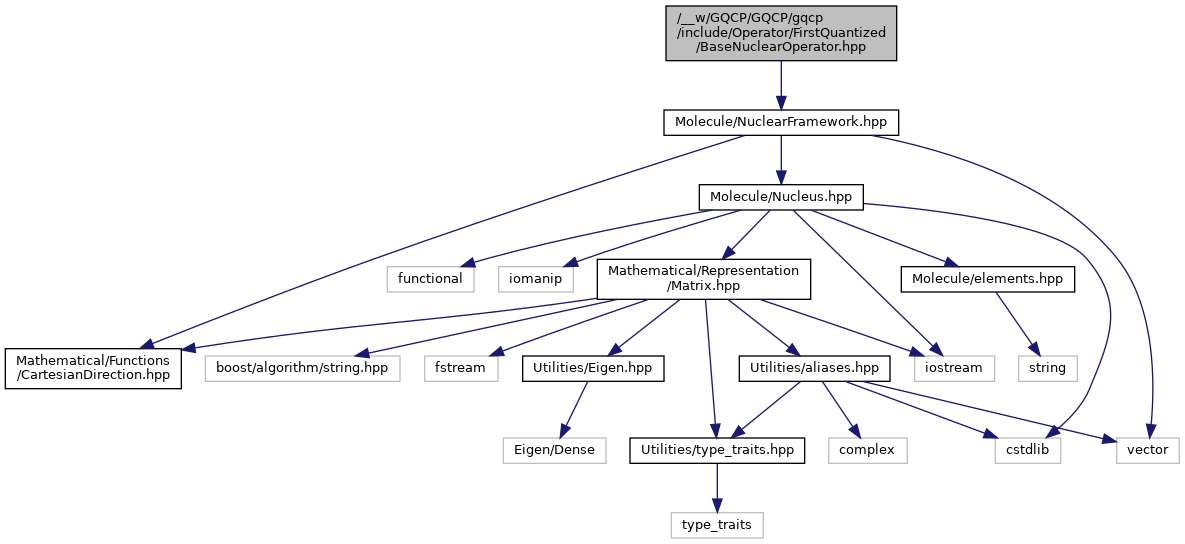 /__w/GQCP/GQCP/gqcp
/include/Operator/FirstQuantized
/BaseNuclearOperator.hpp
Molecule/NuclearFramework.hpp
Molecule/Nucleus.hpp
functional
iomanip
Mathematical/Representation
/Matrix.hpp
Molecule/elements.hpp
Mathematical/Functions
/CartesianDirection.hpp
boost/algorithm/string.hpp
fstream
Utilities/Eigen.hpp
Utilities/aliases.hpp
iostream
string
Eigen/Dense
Utilities/type_traits.hpp
complex
cstdlib
vector
type_traits